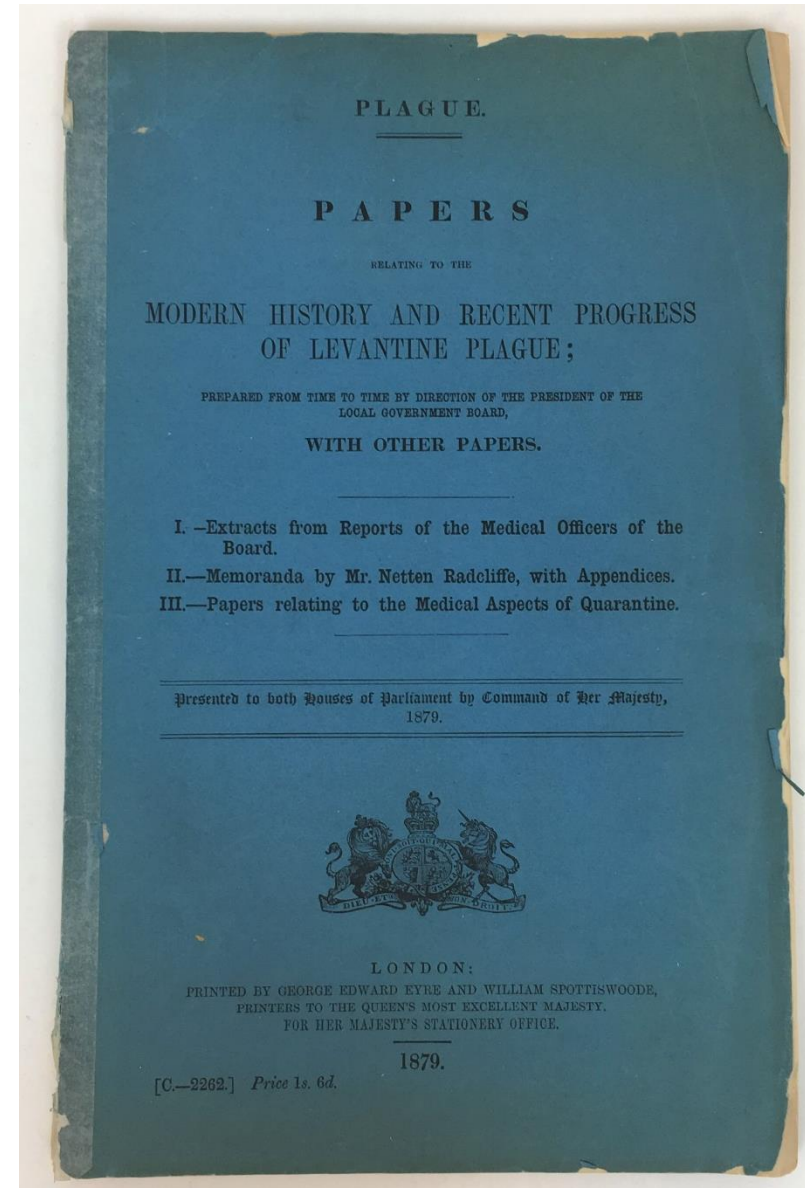 PLAGUE.
PAPERS
RELATING TO THE
MODERN HISTORY AND RECENT PROGRESS
OF LEVANTINE PLAGUE;
PREPARED FROM TIME TO TIME BY DIRECTION OF THE PRESIDENT OF THE
LOCAL GOVERNMENT BOARD,
WITH OTHER PAPERS.
I.—Extracts from Reports of the Medical Officers of the
Board.
II.—Memoranda by Mr. Netten Radcliffe, with Appendices.
III.—Papers relating to the Medical Aspects of Quarantine.
Presented to both Houses of Parliament by Command of Her Majesty,
1879.
DIEU ET MON DROIT
LONDON:
PRINTED BY GEORGE EDWARD EYRE AND WILLIAM SPOTTISWOODE,
PRINTERS TO THE QUEEN'S MOST EXCELLENT MAJESTY.
FOR HER MAJESTY'S STATIONERY OFFICE.
1879.
[C.—2262.] Price 1s. 6d.